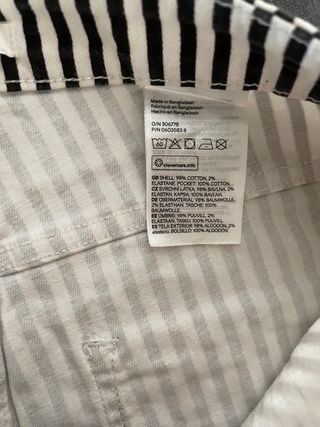 Made in Bangladesh
Fabriqué en Bangladesh
Hecho en Bangladesh
O/N 306778
P/N 0603583 8
60
clevercare.info
GB SHELL: 98% COTTON, 2%
ELASTANE, POCKET: 100% COTTON.
CZ SVRCHNÍ LÁTKA: 98% BAVLNA, 2%
ELASTAN, KAPSA: 100% BAVLNA.
DE OBERMATERIAL: 98% BAUMWOLLE,
2% ELASTHAN, TASCHE: 100%
BAUMWOLLE.
EE ÜMBRIS: 98% PUUVILL, 2%
ELASTAAN, TASKU: 100% PUUVILL.
ES TELA EXTERIOR: 98% ALGODÓN, 2%
elastano, BOLSILLO: 100% ALGODÓN.